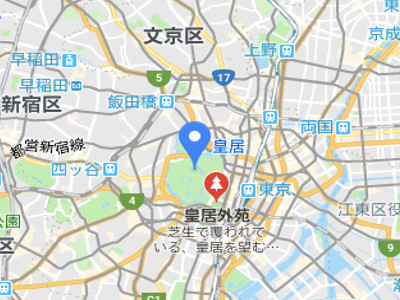 文京区
上野
京成
早稲田
早稲田
5
17
飯田橋
新宿区
両国
都営新宿線
皇居
四ツ谷
東京
4
皇居外苑
芝生で覆われて
いる、皇居を望む…
江東区役
区
9
C1